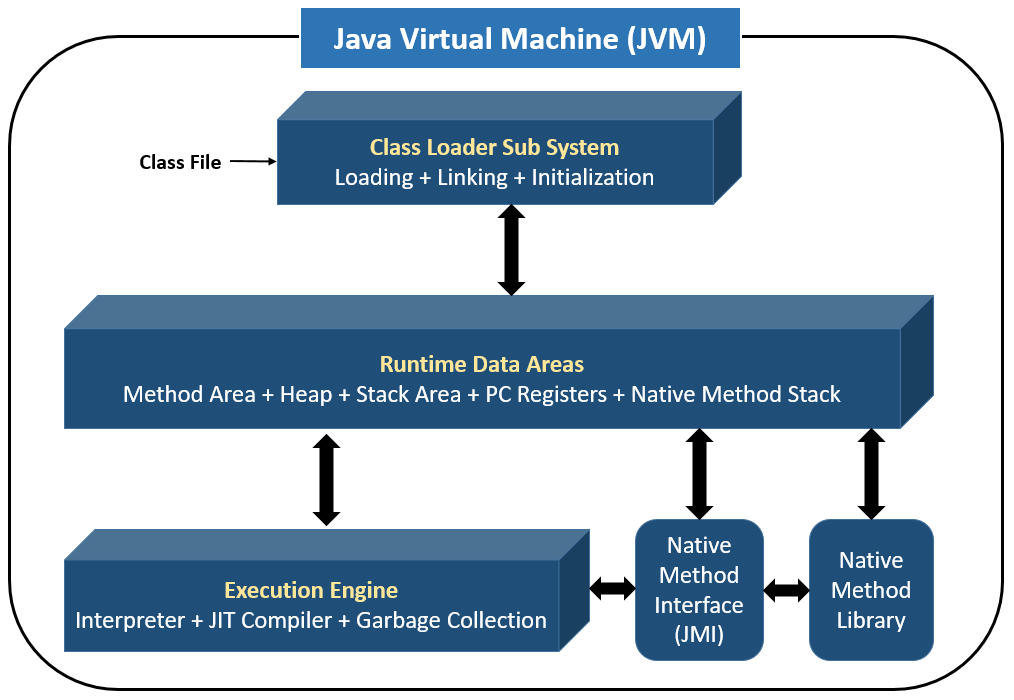 Java Virtual Machine (JVM)
Class Loader Sub System
Loading + Linking + Initialization
Class File
Runtime Data Areas
Method Area + Heap + Stack Area + PC Registers + Native Method Stack
Execution Engine
Interpreter + JIT Compiler + Garbage Collection
Native
Method
Interface
(JMI)
Native
Method
Library